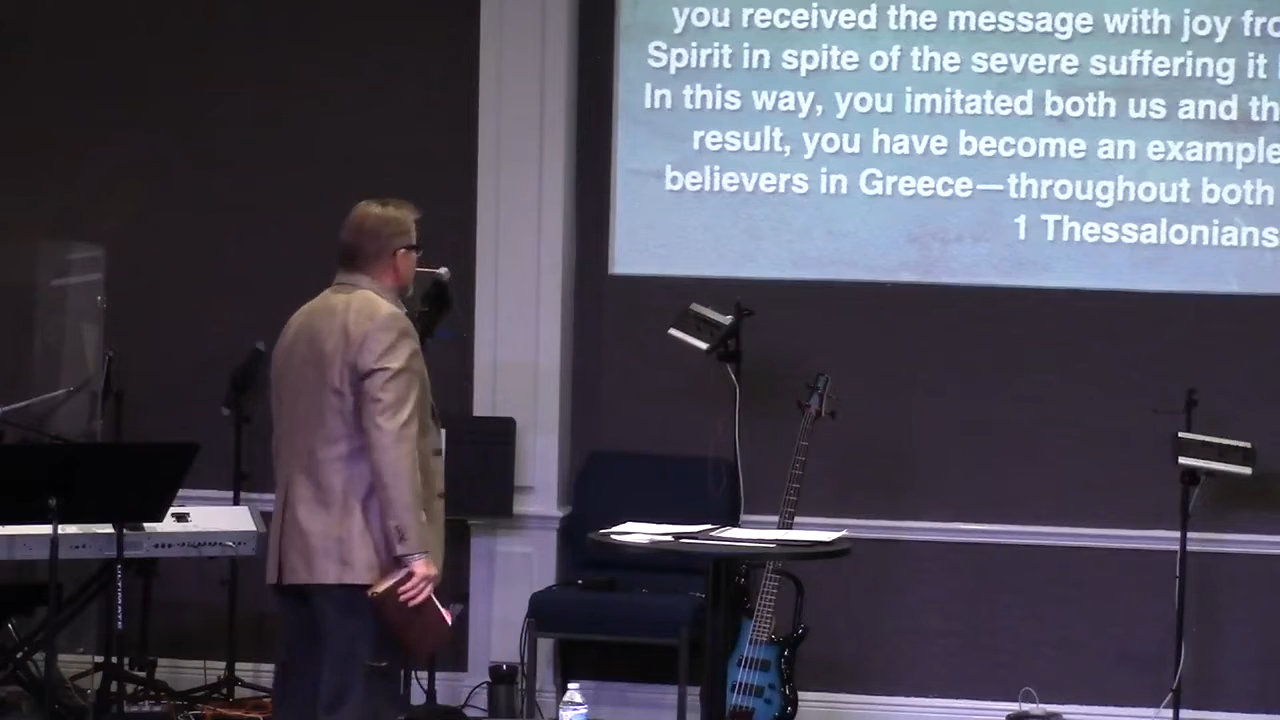 you received the message with joy
Spirit in spite of the severe suffering it
In this way, you imitated both us and
result, you have become an example
believers in Greece—throughout both
1 Thessalonians
ULTIMATE